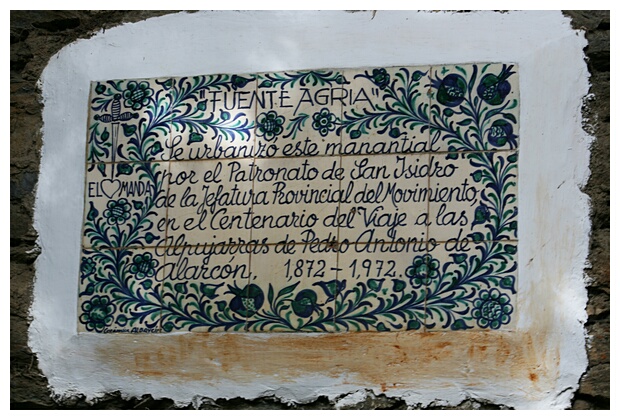 "FUENTE AGRIA"
Se urbanizó este manantial
por el Patronato de San Isidro
de la Jefatura Provincial del Movimiento,
en el Centenario del Viaje a las
Alpujarras de Pedro Antonio de
alarcón, 1872-1972.
EL MANDA